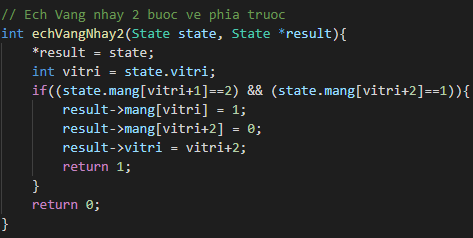 // Ech Vang nhay 2 buoc ve phia truoc
int echVangNhay2(State state, State *result){
    *result = state;
    int vitri = state.vitri;
    if((state.mang[vitri+1]==2) && (state.mang[vitri+2]==1)){
        result->mang[vitri] = 1;
        result->mang[vitri+2] = 0;
        result->vitri = vitri+2;
        return 1;
    }
    return 0;
}